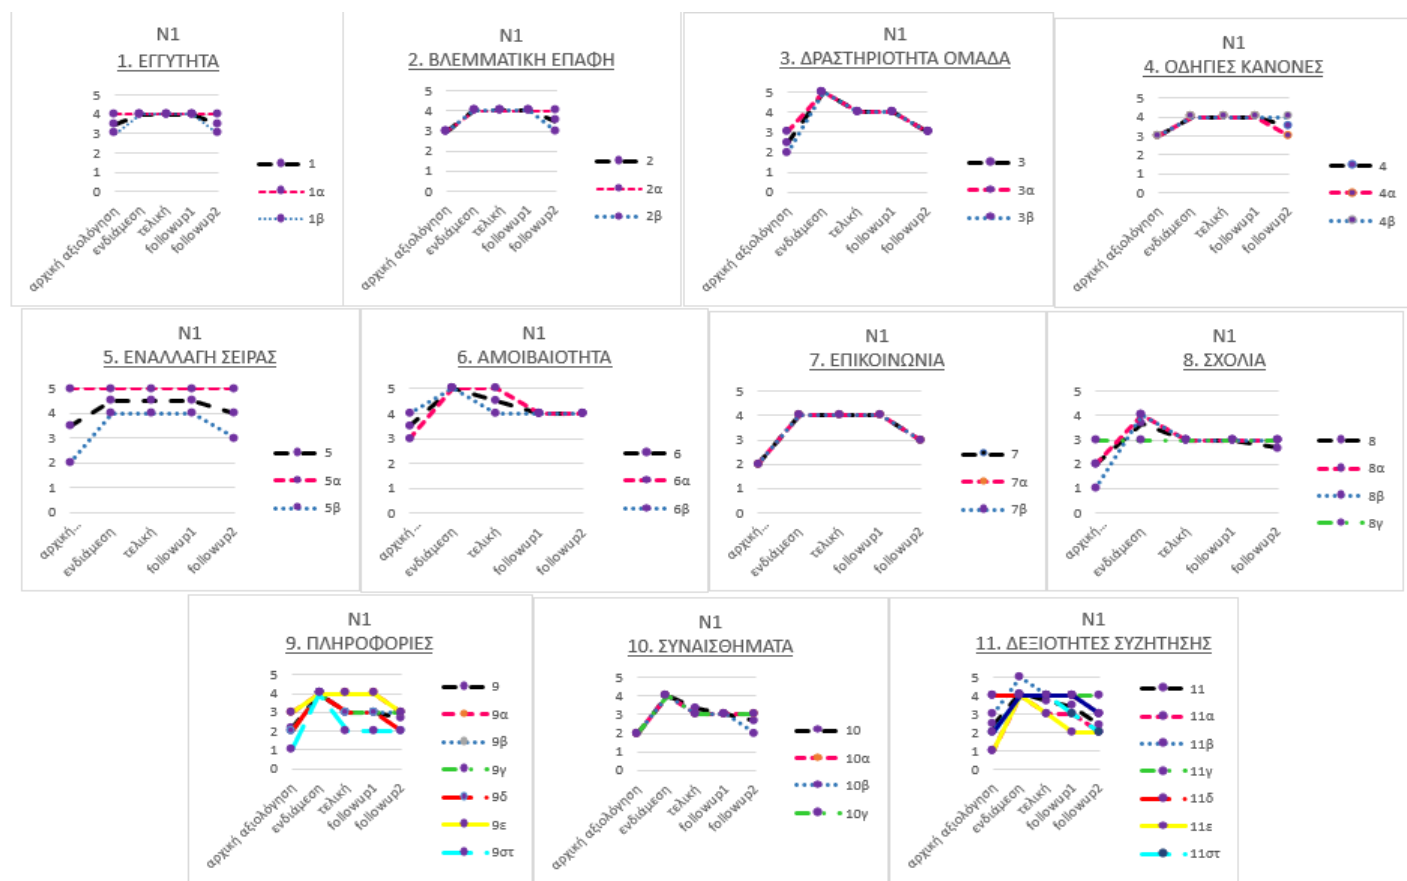 N1
1. ΕΓΓΥΤΗΤΑ
5
4
3
2
1
0
αρχική αξιολόγηση
ενδιάμεση
τελική
followup1
followup2
1
1α
1β
N1
2. ΒΛΕΜΜΑΤΙΚΗ ΕΠΑΦΗ
5
4
3
2
1
0
αρχική αξιολόγηση
ενδιάμεση
τελική
followup1
followup2
2
2α
2β
N1
3. ΔΡΑΣΤΗΡΙΟΤΗΤΑ ΟΜΑΔΑ
5
4
3
2
1
0
αρχική αξιολόγηση
ενδιάμεση
τελική
followup1
followup2
3
3α
3β
N1
4. ΟΔΗΓΙΕΣ ΚΑΝΟΝΕΣ
5
4
3
2
1
0
αρχική αξιολόγηση
ενδιάμεση
τελική
followup1
followup2
4
4α
4β
N1
5. ΕΝΑΛΛΑΓΗ ΣΕΙΡΑΣ
5
4
3
2
1
0
αρχική...
ενδιάμεση
τελική
followup1
followup2
5
5α
5β
N1
6. ΑΜΟΙΒΑΙΟΤΗΤΑ
5
4
3
2
1
0
αρχική...
ενδιάμεση
τελική
followup1
followup2
6
6α
6β
N1
7. ΕΠΙΚΟΙΝΩΝΙΑ
5
4
3
2
1
0
αρχική...
ενδιάμεση
τελική
followup1
followup2
7
7α
7β
N1
8. ΣΧΟΛΙΑ
5
4
3
2
1
0
αρχική...
ενδιάμεση
τελική
followup1
followup2
8
8α
8β
8γ
N1
9. ΠΛΗΡΟΦΟΡΙΕΣ
5
4
3
2
1
0
αρχική αξιολόγηση
ενδιάμεση
τελική
followup1
followup2
9
9α
9β
9γ
9δ
9ε
9στ
N1
10. ΣΥΝΑΙΣΘΗΜΑΤΑ
5
4
3
2
1
0
αρχική αξιολόγηση
ενδιάμεση
τελική
followup1
followup2
10
10α
10β
10γ
N1
11. ΔΕΞΙΟΤΗΤΕΣ ΣΥΖΗΤΗΣΗΣ
5
4
3
2
1
0
αρχική αξιολόγηση
ενδιάμεση
τελική
followup1
followup2
11
11α
11β
11γ
11δ
11ε
11στ